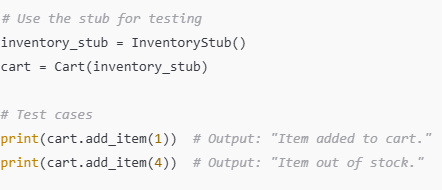 # Use the stub for testing
inventory_stub = InventoryStub()
cart = Cart(inventory_stub)
# Test cases
print(cart.add_item(1))  # Output: "Item added to cart."
print(cart.add_item(4))  # Output: "Item out of stock."